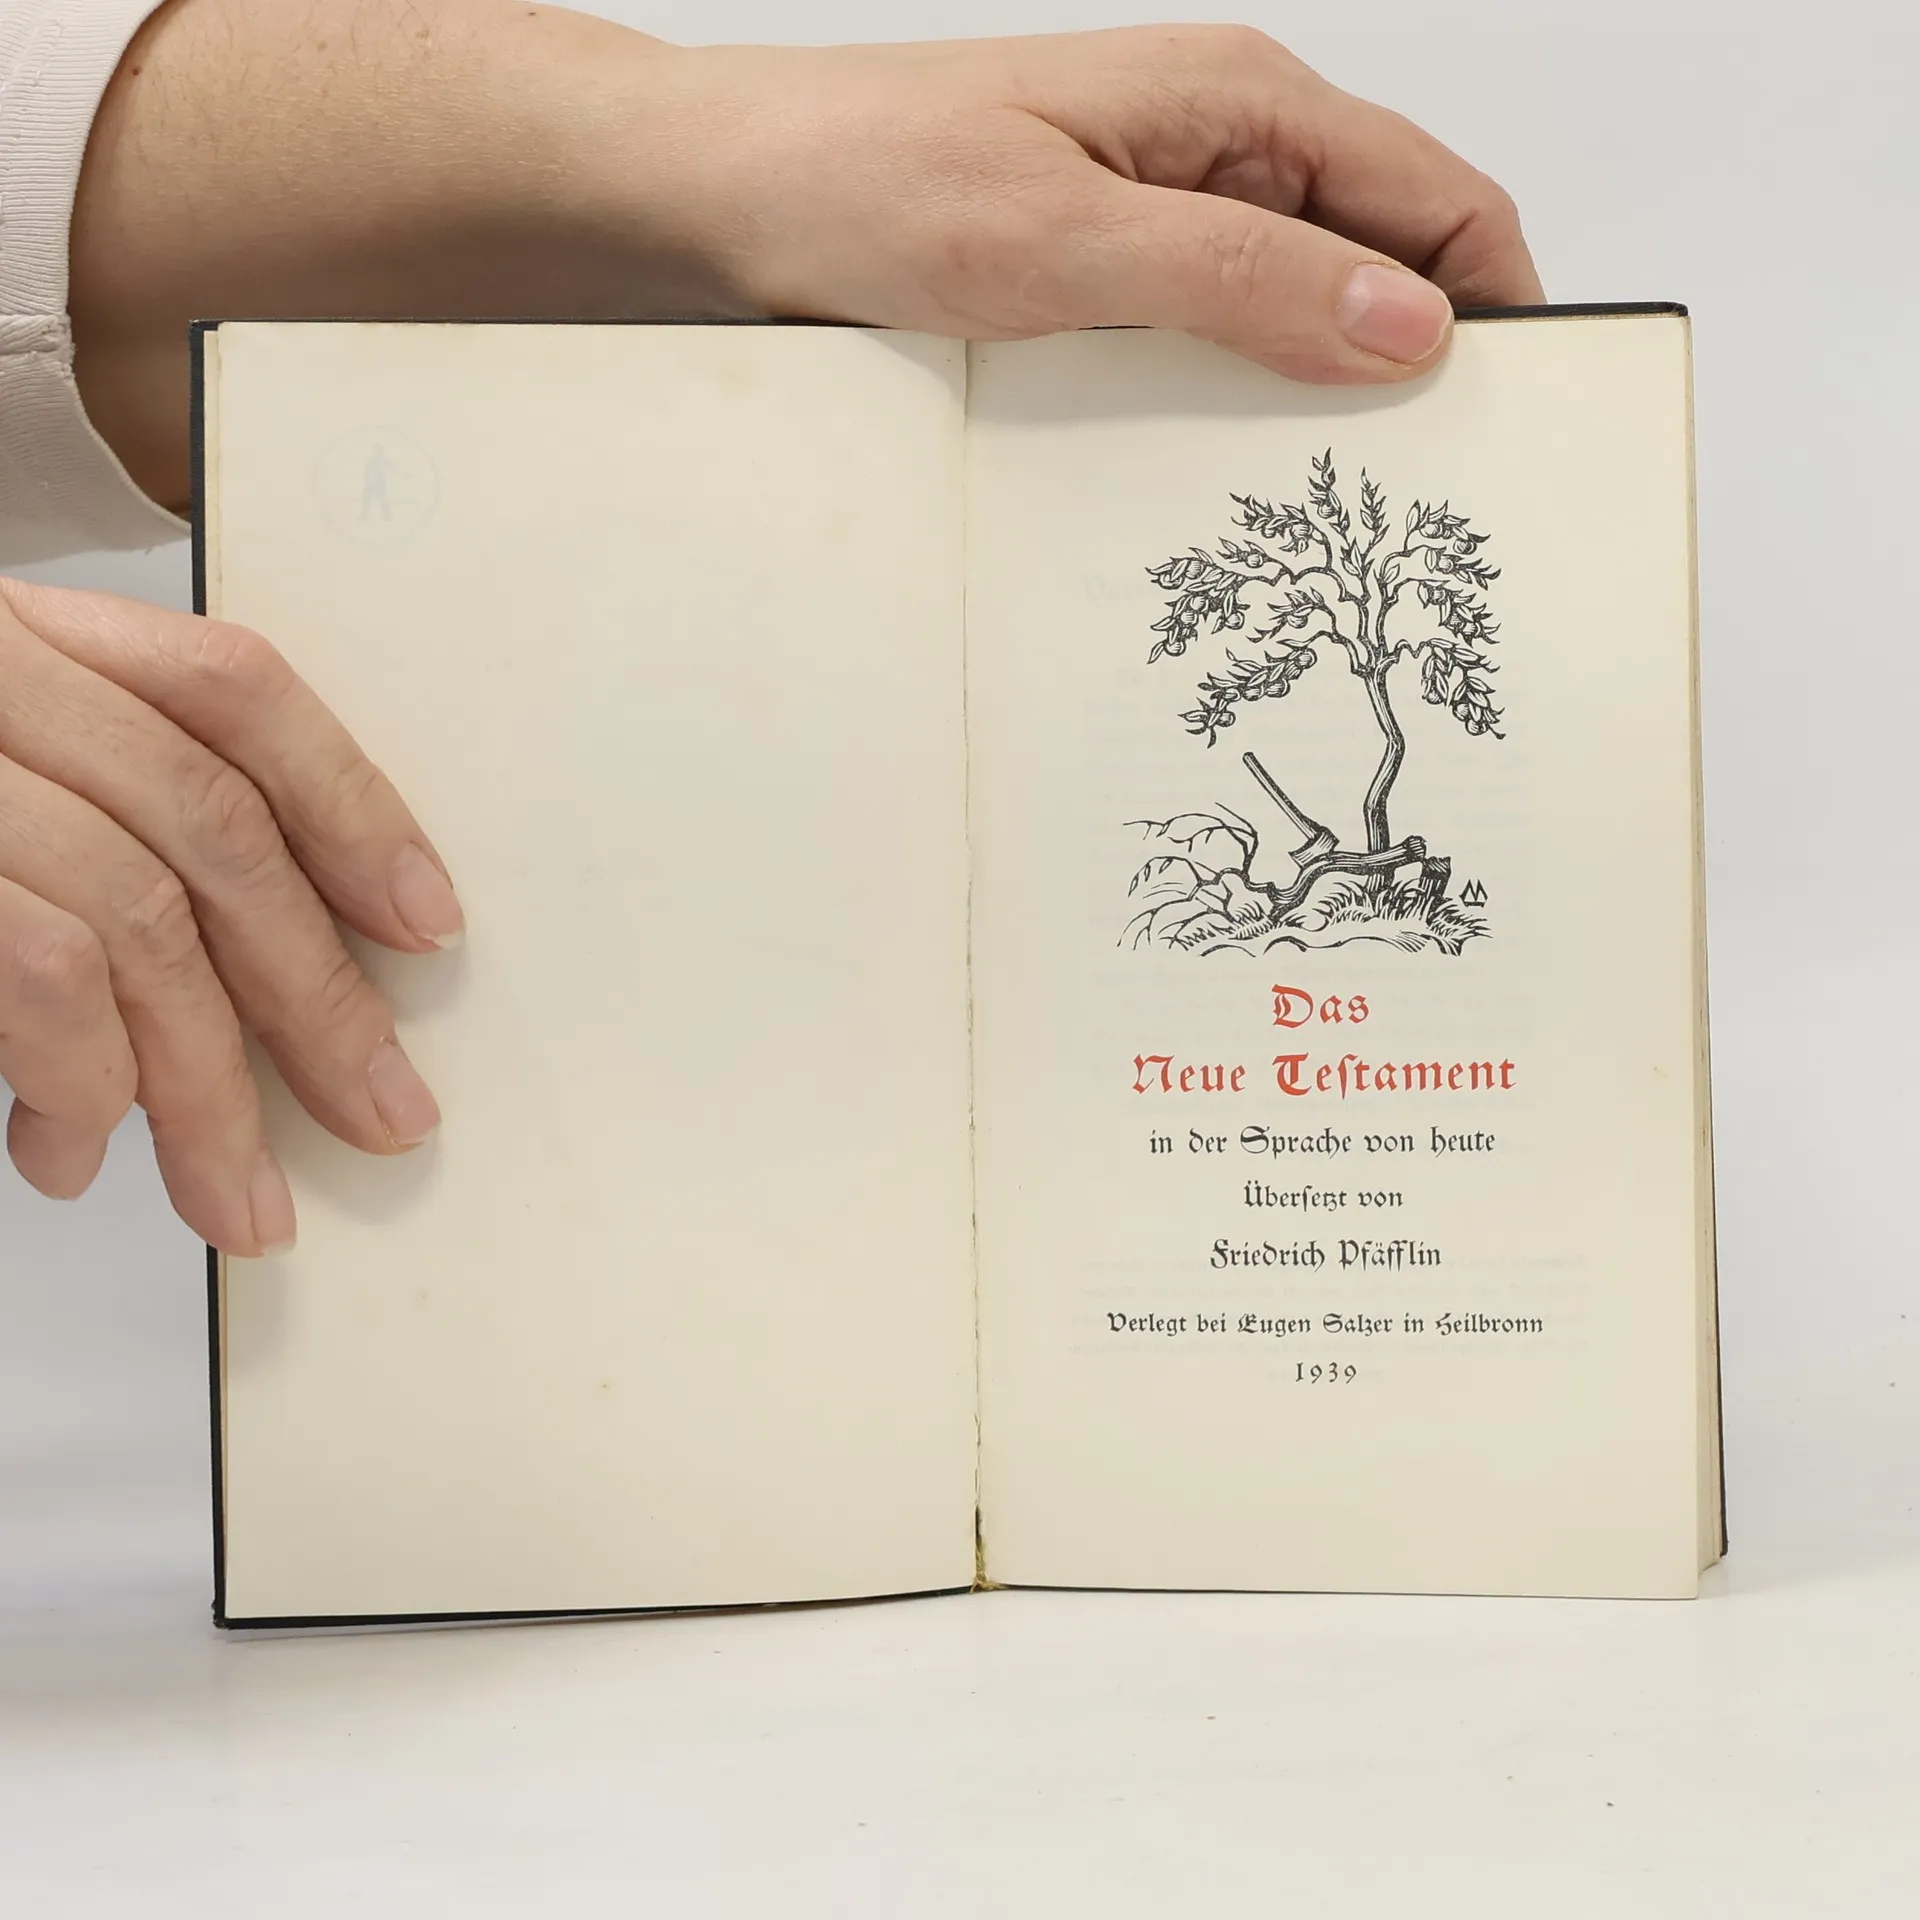 Das
Neue Testament
in der Sprache von heute
Übersetzt von
Friedrich Pfäfflin
Verlegt bei Eugen Salzer in Heilbronn
1939